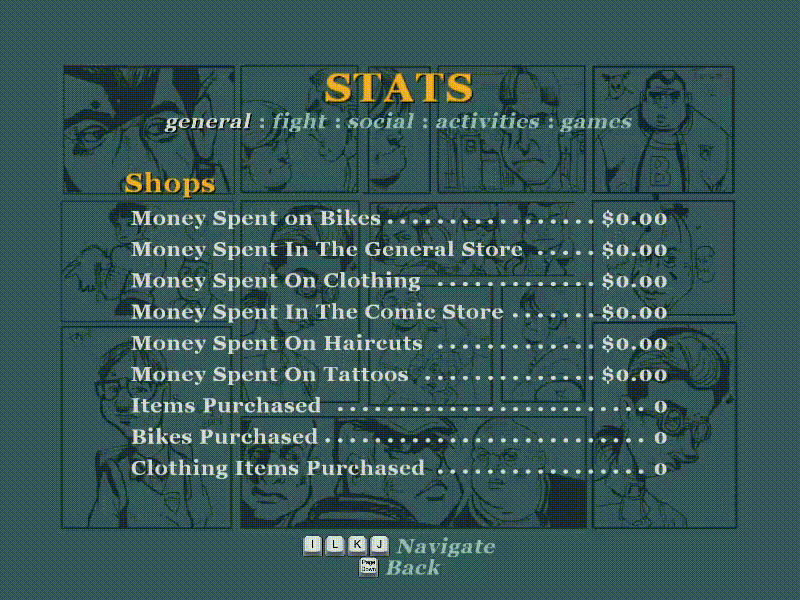 STATS
general : fight : social : activities : games
Shops
Money Spent on Bikes . . . . . . . . . . . . . . . . . $0.00
Money Spent In The General Store . . . . . $0.00
Money Spent On Clothing . . . . . . . . . . . . . $0.00
Money Spent In The Comic Store . . . . . . . $0.00
Money Spent On Haircuts . . . . . . . . . . . . . $0.00
Money Spent On Tattoos . . . . . . . . . . . . . . $0.00
Items Purchased . . . . . . . . . . . . . . . . . . . . . . . . . 0
Bikes Purchased . . . . . . . . . . . . . . . . . . . . . . . . . . 0
Clothing Items Purchased . . . . . . . . . . . . . . . . . 0
I L K J Navigate
Page Down Back